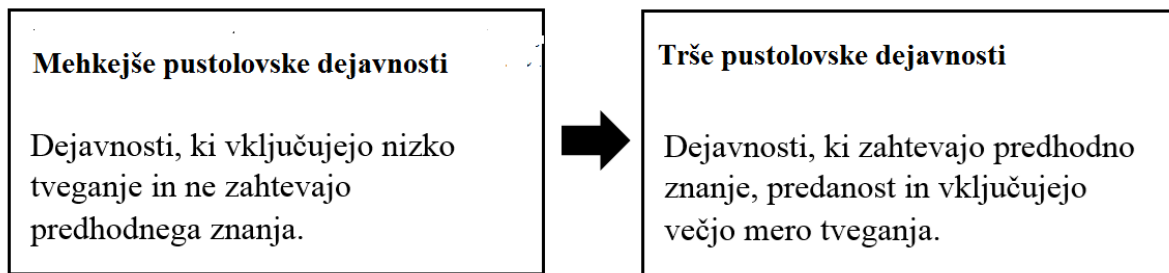 Mehkejše pustolovske dejavnosti
Dejavnosti, ki vključujejo nizko
tveganje in ne zahtevajo
predhodnega znanja.
Trše pustolovske dejavnosti
Dejavnosti, ki zahtevajo predhodno
znanje, predanost in vključujejo
večjo mero tveganja.